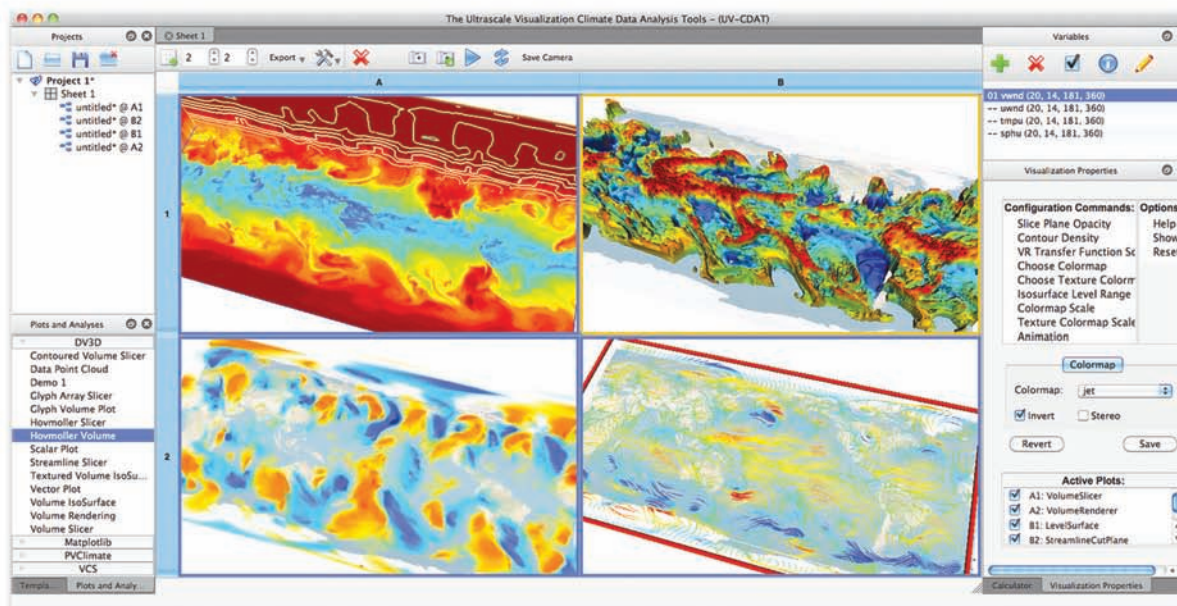 The Ultrascale Visualization Climate Data Analysis Tools - (UV-CDAT)
Projects
Project 1*
Sheet 1
untitled* @ A1
untitled* @ B2
untitled* @ B1
untitled* @ A2
Plots and Analyses
DV3D
Contoured Volume Slicer
Data Point Cloud
Demo 1
Glyph Array Slicer
Glyph Volume Plot
Hovmoller Slicer
Hovmoller Volume
Scalar Plot
Streamline Slicer
Textured Volume IsoSu...
Vector Plot
Volume IsoSurface
Volume Rendering
Volume Slicer
Matplotlib
PVClimate
VCS
Templa... Plots and Analy...
Sheet 1
2 2 Export Save Camera
A B
1
2
Variables
01 vwnd (20, 14, 181, 360)
-- uwnd (20, 14, 181, 360)
-- tmpu (20, 14, 181, 360)
-- sphu (20, 14, 181, 360)
Visualization Properties
Configuration Commands: Options
Slice Plane Opacity Help
Contour Density Show
VR Transfer Function Sc Rese
Choose Colormap
Choose Texture Colorm
Isosurface Level Range
Colormap Scale
Texture Colormap Scale
Animation
Colormap
Colormap: jet
Invert Stereo
Revert Save
Active Plots:
A1: VolumeSlicer
A2: VolumeRenderer
B1: LevelSurface
B2: StreamlineCutPlane
Calculator Visualization Properties